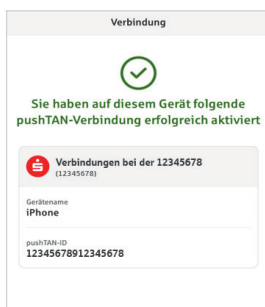 Verbindung
Sie haben auf diesem Gerät folgende
pushTAN-Verbindung erfolgreich aktiviert
Verbindungen bei der 12345678
(12345678)
Gerätename
iPhone
pushTAN-ID
12345678912345678